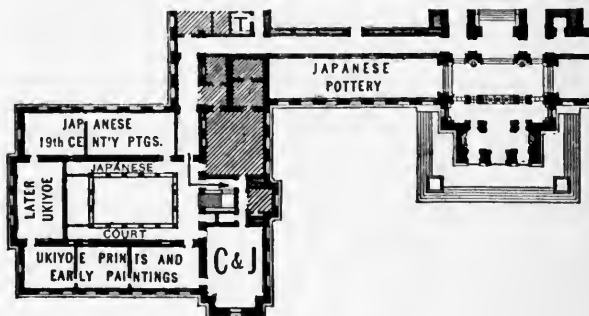 T
JAPANESE
POTTERY
JAPANESE
19th CENT'Y PTGS.
JAPANESE
LATER
UKIYOE
COURT
UKIYOE PRINTS AND
EARLY PAINTINGS
C & J